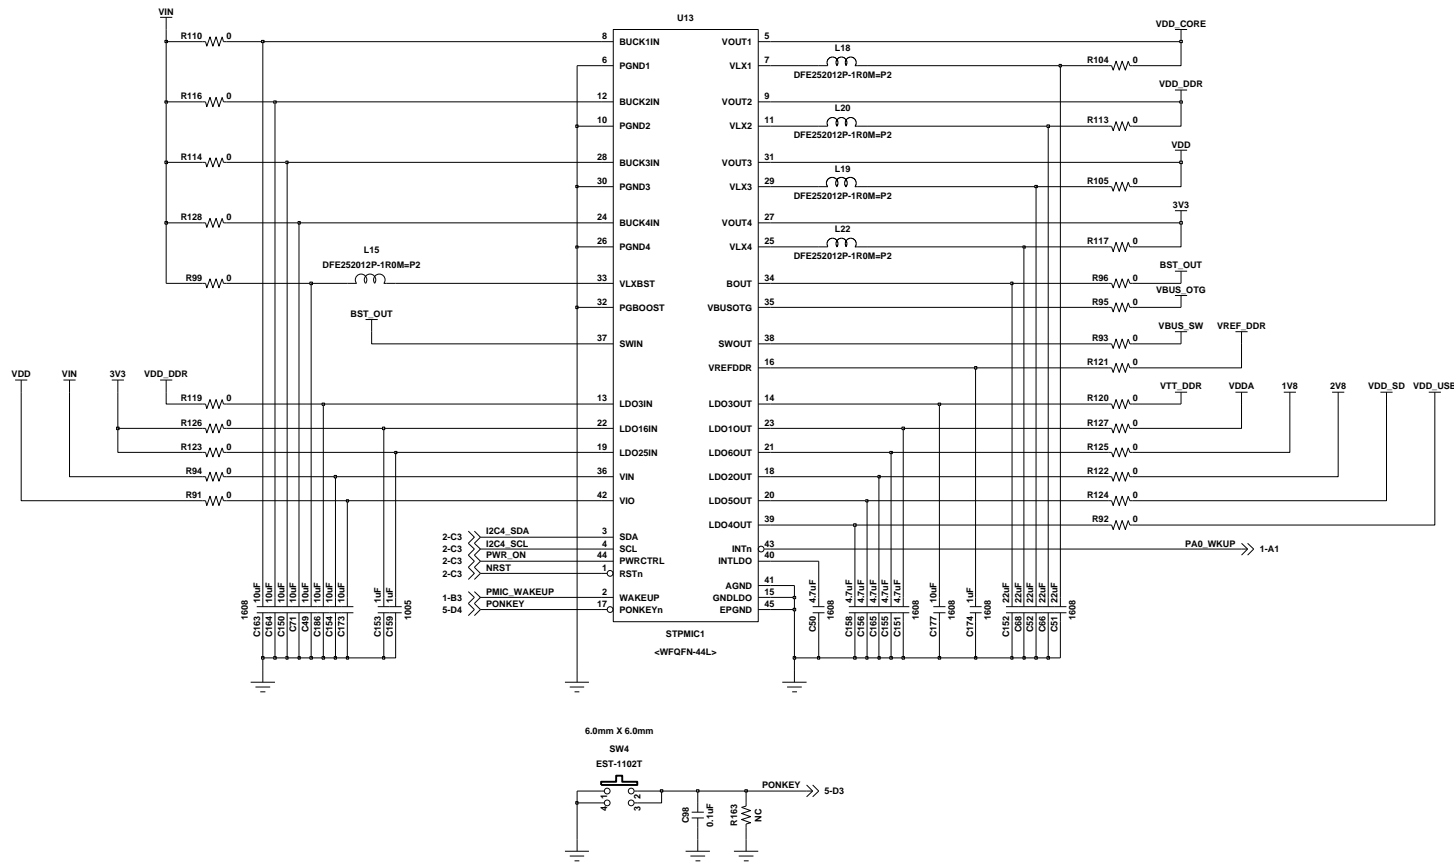 VIN
U13
R110 0
8 BUCK1IN
VOUT1 5
VDD_CORE
6 PGND1
VLX1 7
L18
DFE252012P-1R0M=P2
R104 0
R116 0
12 BUCK2IN
VOUT2 9
VDD_DDR
10 PGND2
VLX2 11
L20
DFE252012P-1R0M=P2
R113 0
R114 0
28 BUCK3IN
VOUT3 31
VDD
30 PGND3
VLX3 29
L19
DFE252012P-1R0M=P2
R105 0
R128 0
24 BUCK4IN
VOUT4 27
3V3
26 PGND4
VLX4 25
L22
DFE252012P-1R0M=P2
R117 0
L15
DFE252012P-1R0M=P2
R99 0
33 VLXBST
BOUT 34
R96 0
BST_OUT
32 PGBOOST
VBUSOTG 35
R95 0
VBUS_OTG
BST_OUT
37 SWIN
SWOUT 38
R93 0
VBUS_SW
VREFDDR 16
R121 0
VREF_DDR
VDD VIN 3V3 VDD_DDR
R119 0
13 LDO3IN
LDO3OUT 14
R120 0
VTT_DDR VDDA 1V8 2V8 VDD_SD VDD_USB
R126 0
22 LDO16IN
LDO1OUT 23
R127 0
R123 0
19 LDO25IN
LDO6OUT 21
R125 0
R94 0
36 VIN
LDO2OUT 18
R122 0
R91 0
42 VIO
LDO5OUT 20
R124 0
LDO4OUT 39
R92 0
2-C3 I2C4_SDA 3 SDA
2-C3 I2C4_SCL 4 SCL
2-C3 PWR_ON 44 PWRCTRL
2-C3 NRST 1 RSTn
1-B3 PMIC_WAKEUP 2 WAKEUP
5-D4 PONKEY 17 PONKEYn
INTn 43 PA0_WKUP 1-A1
INTLDO 40
AGND 41
GNDLDO 15
EPGND 45
STPMIC1
<WFQFN-44L>
1608
C163 10uF
C164 10uF
C150 10uF
C71 10uF
C49 10uF
C186 10uF
C154 10uF
C173 10uF
C153 1uF
C159 1uF
1005
C50 4.7uF
1608
C158 4.7uF
C156 4.7uF
C165 4.7uF
C155 4.7uF
C151 4.7uF
1608
C177 10uF
1608
C174 1uF
1608
C152 22uF
C68 22uF
C52 22uF
C66 22uF
C51 22uF
1608
6.0mm X 6.0mm
SW4
EST-1102T
1 2
4 3
C98 0.1uF
R163 NC
PONKEY 5-D3